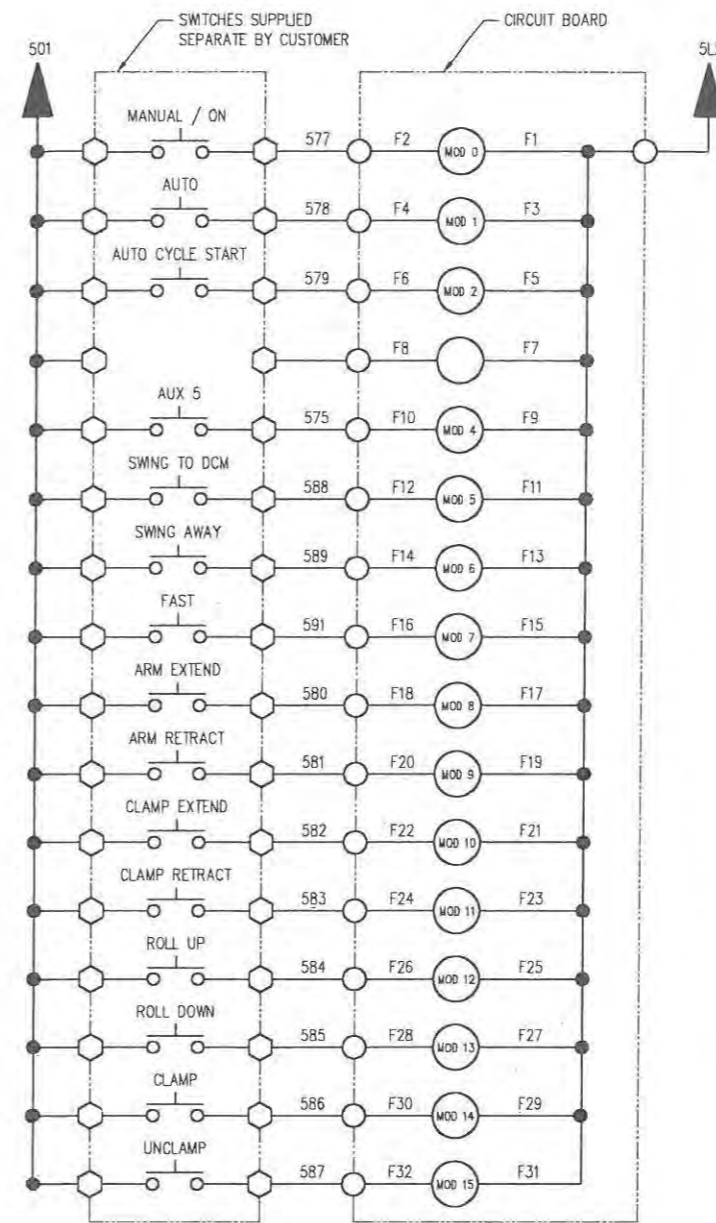 SWITCHES SUPPLIED
SEPARATE BY CUSTOMER
CIRCUIT BOARD
501
MANUAL / ON
577 F2 MOD 0 F1
AUTO
578 F4 MOD 1 F3
AUTO CYCLE START
579 F6 MOD 2 F5
F8 F7
AUX 5
575 F10 MOD 4 F9
SWING TO DCM
588 F12 MOD 5 F11
SWING AWAY
589 F14 MOD 6 F13
FAST
591 F16 MOD 7 F15
ARM EXTEND
580 F18 MOD 8 F17
ARM RETRACT
581 F20 MOD 9 F19
CLAMP EXTEND
582 F22 MOD 10 F21
CLAMP RETRACT
583 F24 MOD 11 F23
ROLL UP
584 F26 MOD 12 F25
ROLL DOWN
585 F28 MOD 13 F27
CLAMP
586 F30 MOD 14 F29
UNCLAMP
587 F32 MOD 15 F31